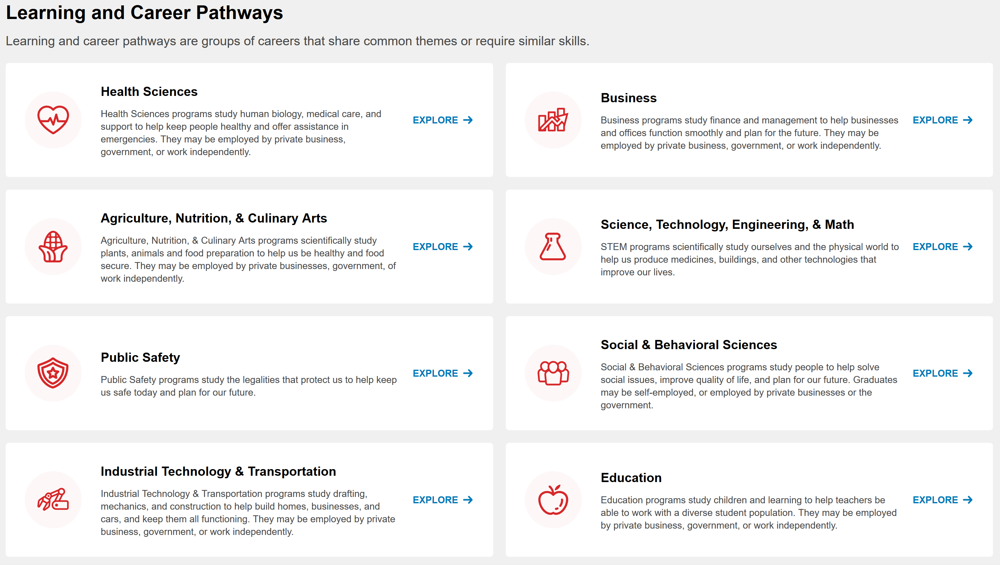 Learning and Career Pathways
Learning and career pathways are groups of careers that share common themes or require similar skills.
Health Sciences
Health Sciences programs study human biology, medical care, and
support to help keep people healthy and offer assistance in
emergencies. They may be employed by private business,
government, or work independently.
EXPLORE
Business
Business programs study finance and management to help businesses
and offices function smoothly and plan for the future. They may be
employed by private business, government, or work independently.
EXPLORE
Agriculture, Nutrition, & Culinary Arts
Agriculture, Nutrition, & Culinary Arts programs scientifically study
plants, animals and food preparation to help us be healthy and food
secure. They may be employed by private businesses, government, of
work independently.
EXPLORE
Science, Technology, Engineering, & Math
STEM programs scientifically study ourselves and the physical world to
help us produce medicines, buildings, and other technologies that
improve our lives.
EXPLORE
Public Safety
Public Safety programs study the legalities that protect us to help keep
us safe today and plan for our future.
EXPLORE
Social & Behavioral Sciences
Social & Behavioral Sciences programs study people to help solve
social issues, improve quality of life, and plan for our future. Graduates
may be self-employed, or employed by private businesses or the
government.
EXPLORE
Industrial Technology & Transportation
Industrial Technology & Transportation programs study drafting,
mechanics, and construction to help build homes, businesses, and
cars, and keep them all functioning. They may be employed by private
business, government, or work independently.
EXPLORE
Education
Education programs study children and learning to help teachers be
able to work with a diverse student population. They may be employed
by private business, government, or work independently.
EXPLORE